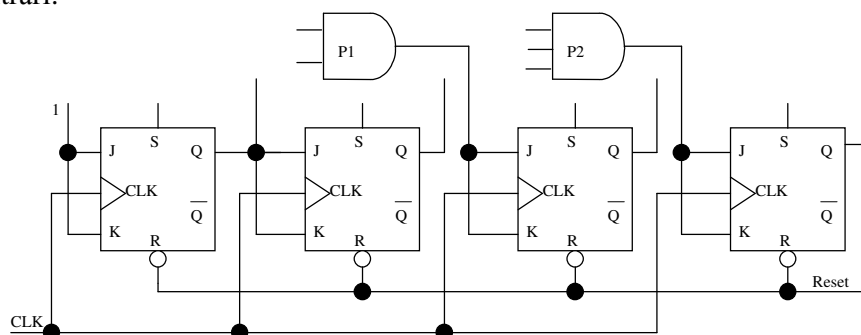 P1 P2
1
S S S S
J Q J Q J Q J Q
CLK CLK CLK CLK
Q̅ Q̅ Q̅ Q̅
K K K K
R R R R
Reset
CLK